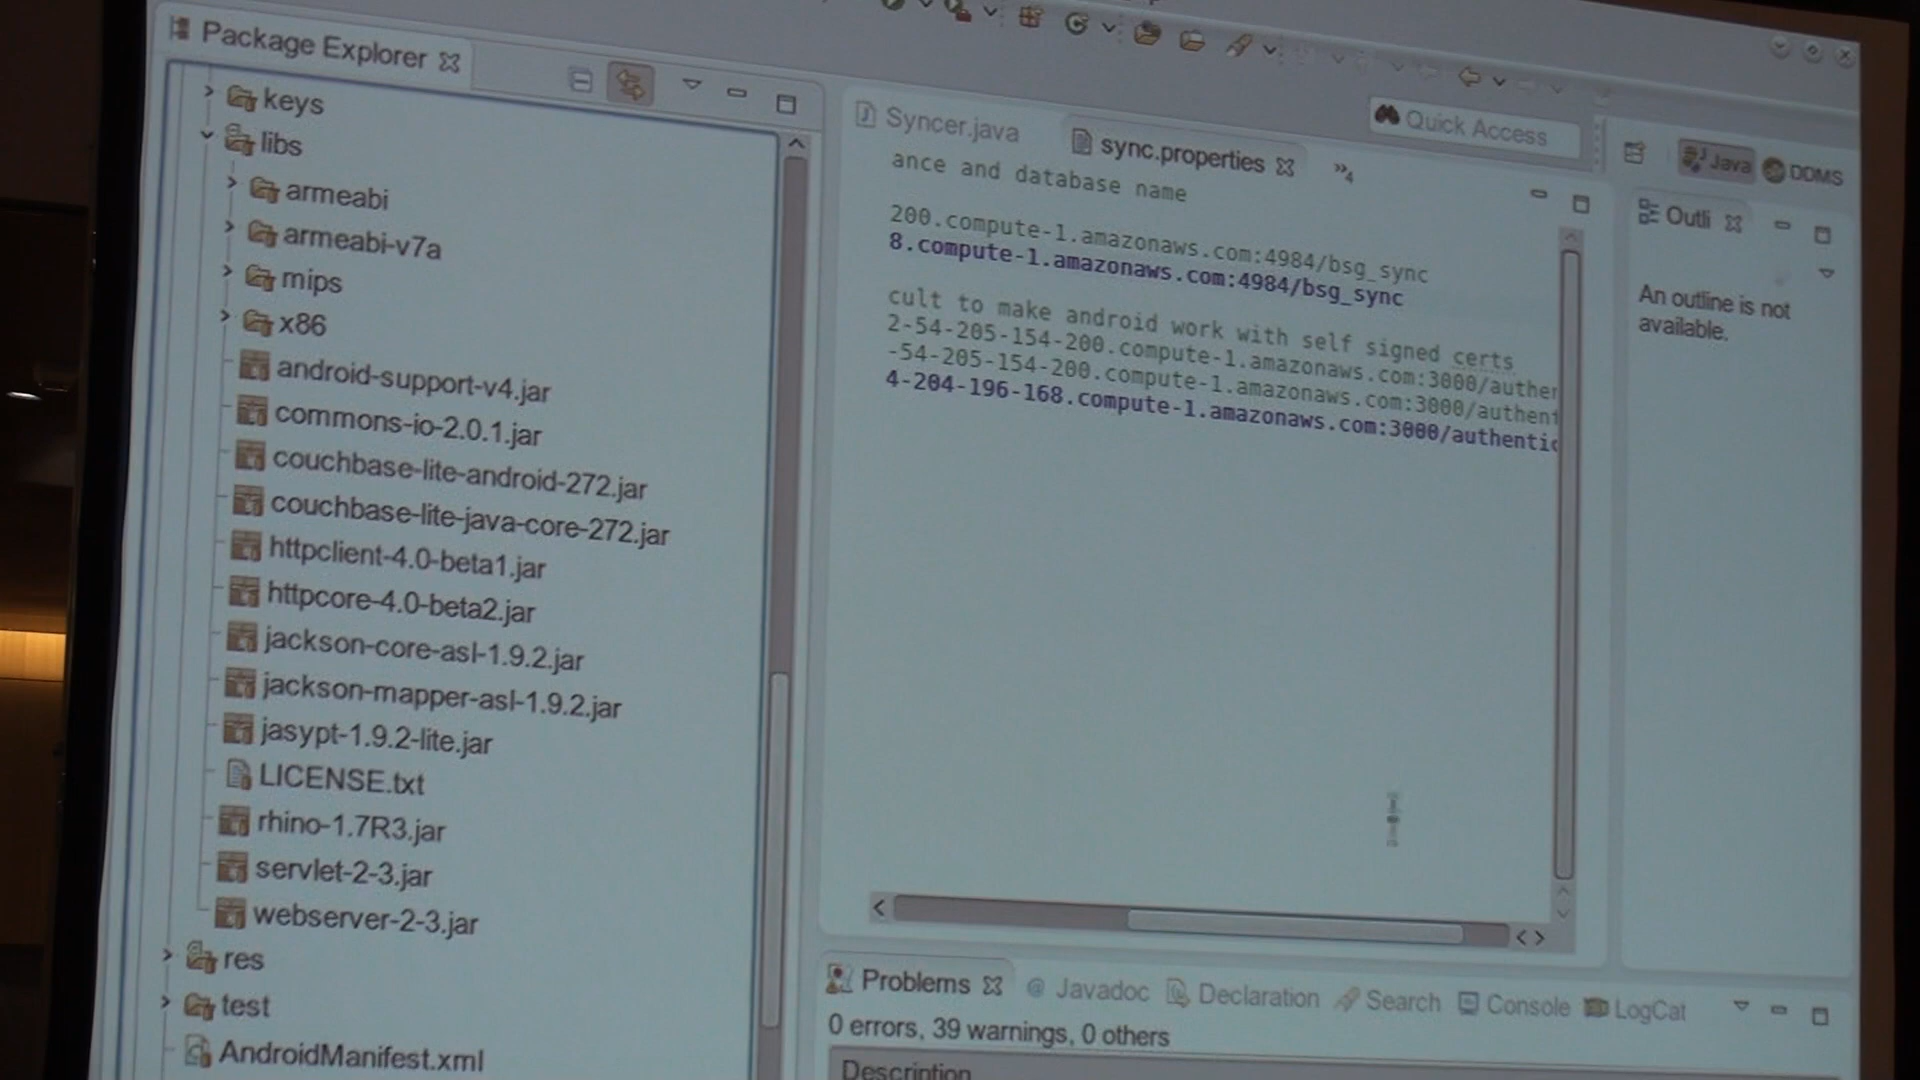 Package Explorer
keys
libs
armeabi
armeabi-v7a
mips
x86
android-support-v4.jar
commons-io-2.0.1.jar
couchbase-lite-android-272.jar
couchbase-lite-java-core-272.jar
httpclient-4.0-beta1.jar
httpcore-4.0-beta2.jar
jackson-core-asl-1.9.2.jar
jackson-mapper-asl-1.9.2.jar
jasypt-1.9.2-lite.jar
LICENSE.txt
rhino-1.7R3.jar
servlet-2-3.jar
webserver-2-3.jar
res
test
AndroidManifest.xml
Quick Access
Java
DDMS
Syncer.java
sync.properties
»4
ance and database name
200.compute-1.amazonaws.com:4984/bsg_sync
8.compute-1.amazonaws.com:4984/bsg_sync
cult to make android work with self signed certs
2-54-205-154-200.compute-1.amazonaws.com:3000/authen
-54-205-154-200.compute-1.amazonaws.com:3000/authent
4-204-196-168.compute-1.amazonaws.com:3000/authentic
Outli
An outline is not
available.
Problems
@ Javadoc
Declaration
Search
Console
LogCat
0 errors, 39 warnings, 0 others
Description